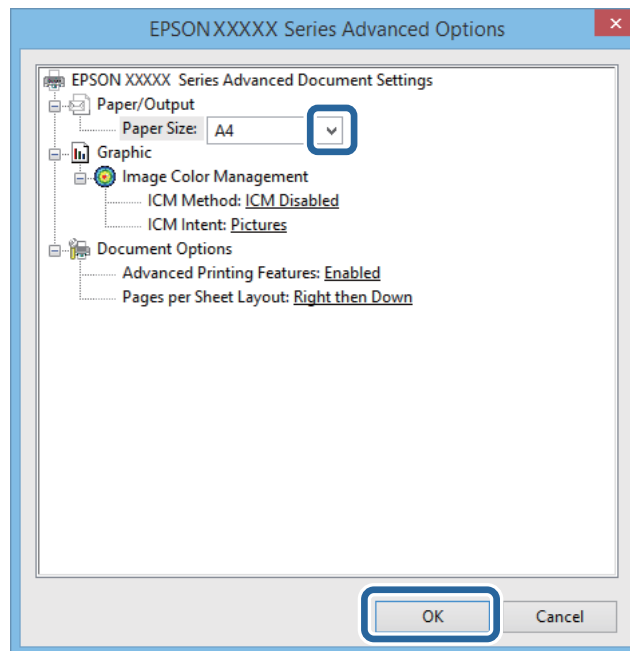 EPSON XXXXX Series Advanced Options
EPSON XXXXX Series Advanced Document Settings
Paper/Output
Paper Size: A4
Graphic
Image Color Management
ICM Method: ICM Disabled
ICM Intent: Pictures
Document Options
Advanced Printing Features: Enabled
Pages per Sheet Layout: Right then Down
OK Cancel